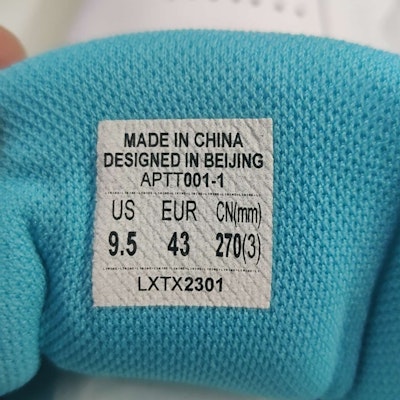 MADE IN CHINA
DESIGNED IN BEIJING
APTT001-1
US EUR CN(mm)
9.5 43 270(3)
LXTX2301